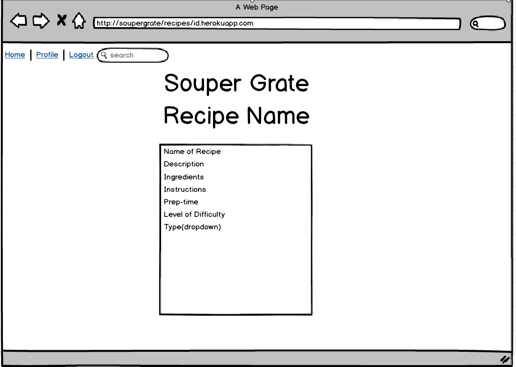 A Web Page
http://soupergrate/recipes/id.herokuapp.com
Home Profile Logout search
Souper Grate
Recipe Name
Name of Recipe
Description
Ingredients
Instructions
Prep-time
Level of Difficulty
Type(dropdown)